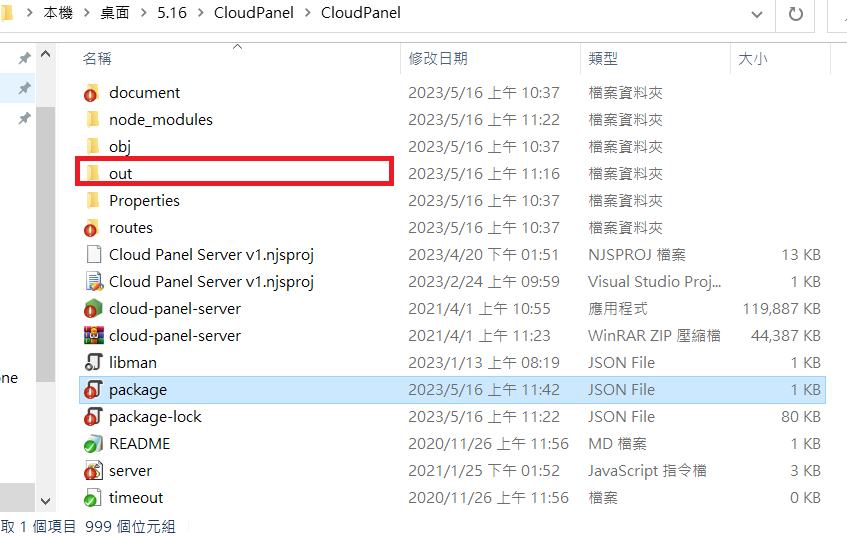 本機 > 桌面 > 5.16 > CloudPanel > CloudPanel
名稱 修改日期 類型 大小
document 2023/5/16 上午 10:37 檔案資料夾
node_modules 2023/5/16 上午 11:22 檔案資料夾
obj 2023/5/16 上午 10:37 檔案資料夾
out 2023/5/16 上午 11:16 檔案資料夾
Properties 2023/5/16 上午 10:37 檔案資料夾
routes 2023/5/16 上午 10:37 檔案資料夾
Cloud Panel Server v1.njsproj 2023/4/20 下午 01:51 NJSPROJ 檔案 13 KB
Cloud Panel Server v1.njsproj 2023/2/24 上午 09:59 Visual Studio Proj... 1 KB
cloud-panel-server 2021/4/1 上午 10:55 應用程式 119,887 KB
cloud-panel-server 2021/4/1 上午 11:23 WinRAR ZIP 壓縮檔 44,387 KB
libman 2023/1/13 上午 08:19 JSON File 1 KB
package 2023/5/16 上午 11:42 JSON File 1 KB
package-lock 2023/5/16 上午 11:22 JSON File 80 KB
README 2020/11/26 上午 11:56 MD 檔案 1 KB
server 2021/1/25 下午 01:52 JavaScript 指令檔 3 KB
timeout 2020/11/26 上午 11:56 檔案 0 KB
取 1 個項目 999 個位元組